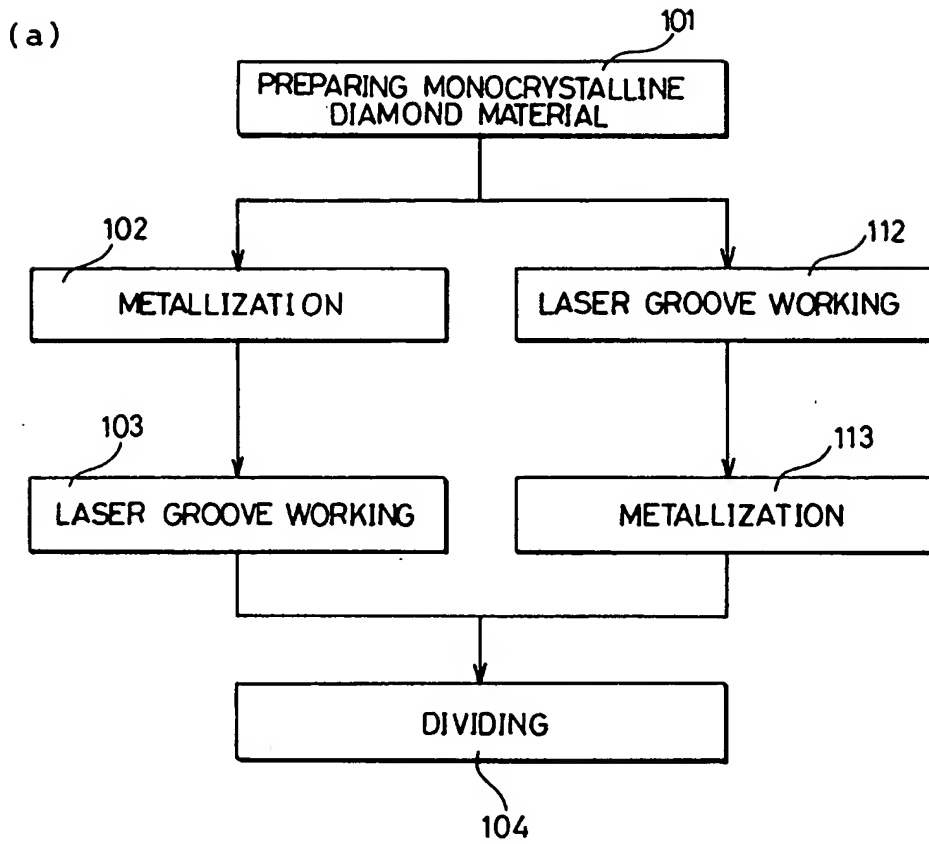 (a)
101
PREPARING MONOCRYSTALLINE
DIAMOND MATERIAL
102
112
METALLIZATION
LASER GROOVE WORKING
103
113
LASER GROOVE WORKING
METALLIZATION
DIVIDING
104